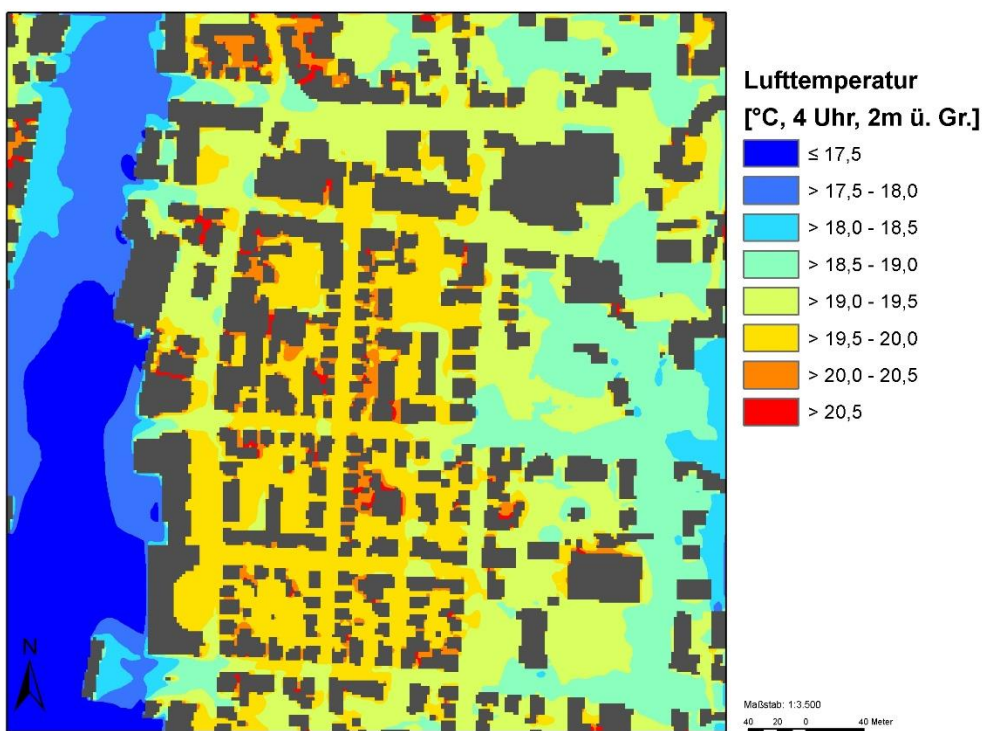 Lufttemperatur
[°C, 4 Uhr, 2m ü. Gr.]
≤ 17,5
> 17,5 - 18,0
> 18,0 - 18,5
> 18,5 - 19,0
> 19,0 - 19,5
> 19,5 - 20,0
> 20,0 - 20,5
> 20,5
N
Maßstab: 1:3.500
40 20 0 40 Meter